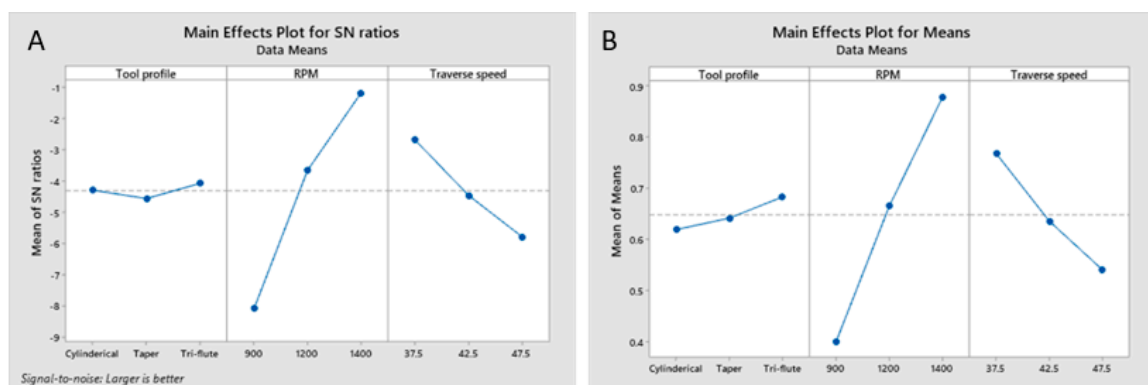 A
Main Effects Plot for SN ratios
Data Means
Tool profile RPM Traverse speed
Mean of SN ratios
-1
-2
-3
-4
-5
-6
-7
-8
-9
Cylinderical Taper Tri-flute 900 1200 1400 37.5 42.5 47.5
Signal-to-noise: Larger is better
B
Main Effects Plot for Means
Data Means
Tool profile RPM Traverse speed
Mean of Means
0.9
0.8
0.7
0.6
0.5
0.4
Cylinderical Taper Tri-flute 900 1200 1400 37.5 42.5 47.5